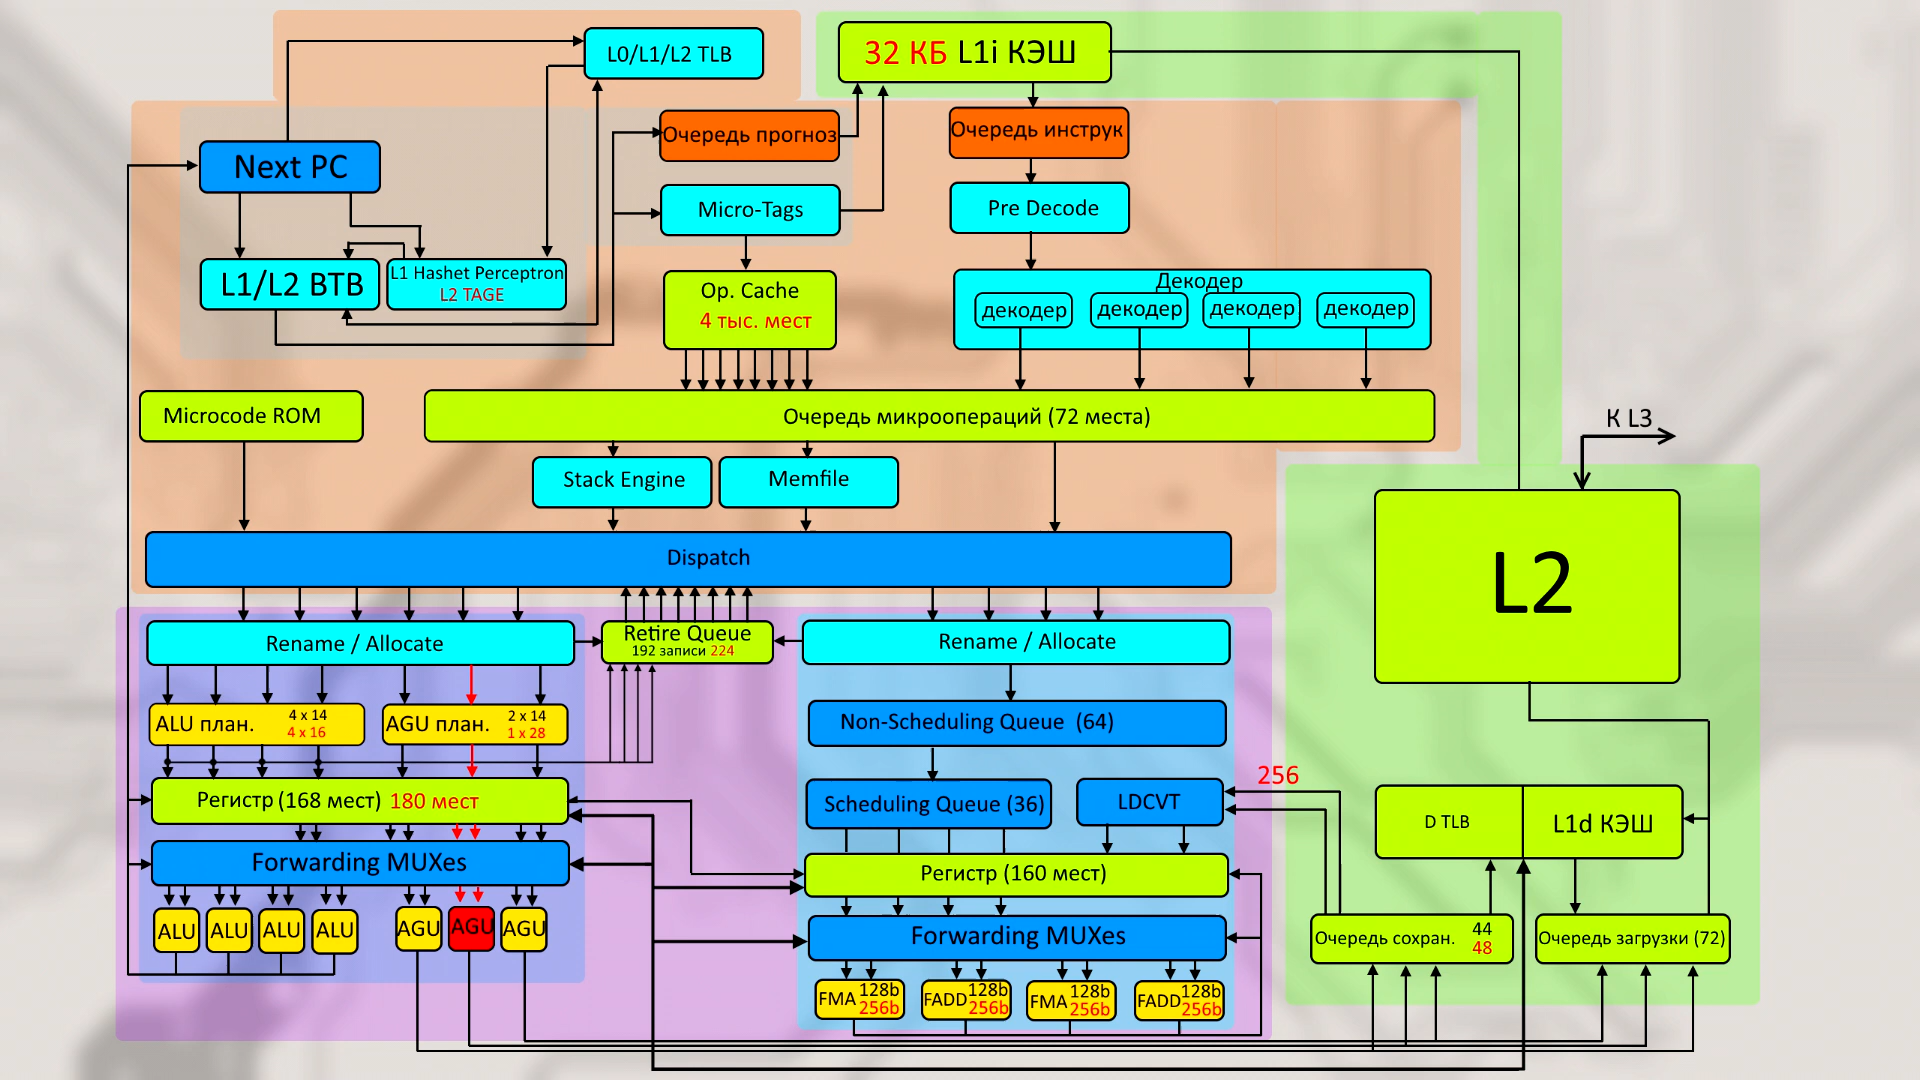 L0/L1/L2 TLB
32 КБ L1i КЭШ
Очередь прогноз
Очередь инструк
Next PC
Micro-Tags
Pre Decode
L1/L2 BTB
L1 Hashet Perceptron
L2 TAGE
Op. Cache
4 тыс. мест
Декодер
декодер декодер декодер декодер
Microcode ROM
Очередь микроопераций (72 места)
К L3
Stack Engine
Memfile
Dispatch
L2
Rename / Allocate
Retire Queue
192 записи 224
Rename / Allocate
ALU план. 4 x 14
4 x 16
AGU план. 2 x 14
1 x 28
Non-Scheduling Queue (64)
256
Регистр (168 мест) 180 мест
Scheduling Queue (36)
LDCVT
D TLB
L1d КЭШ
Forwarding MUXes
Регистр (160 мест)
ALU ALU ALU ALU AGU AGU AGU
Forwarding MUXes
Очередь сохран. 44
48
Очередь загрузки (72)
FMA 128b
256b
FADD 128b
256b
FMA 128b
256b
FADD 128b
256b